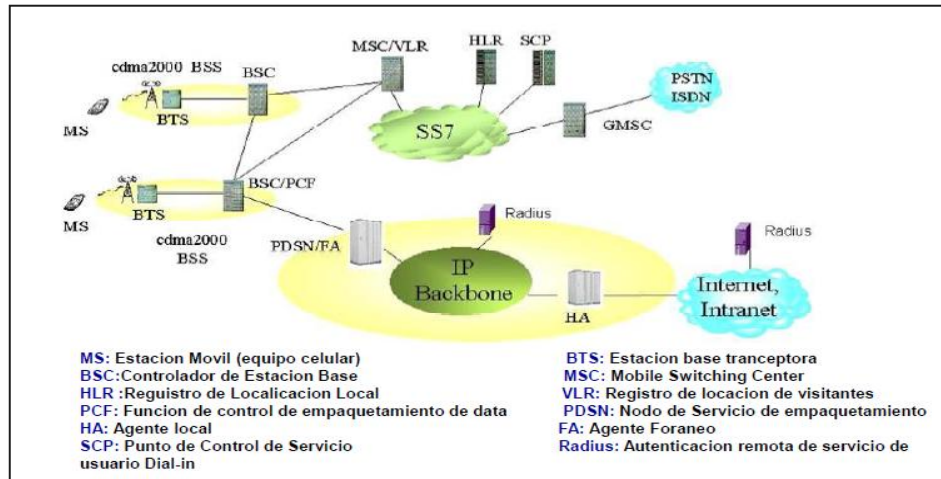 HLR SCP
MSC/VLR
cdma2000 BSS
BSC
PSTN
ISDN
BTS
MS
SS7
GMSC
BSC/PCF
Radius
MS
BTS
PDSN/FA
Radius
cdma2000
BSS
IP
Backbone
Internet,
Intranet
HA
MS: Estacion Movil (equipo celular)
BSC:Controlador de Estacion Base
HLR :Reguistro de Localicacion Local
PCF: Funcion de control de empaquetamiento de data
HA: Agente local
SCP: Punto de Control de Servicio
usuario Dial-in
BTS: Estacion base tranceptora
MSC: Mobile Switching Center
VLR: Registro de locacion de visitantes
PDSN: Nodo de Servicio de empaquetamiento
FA: Agente Foraneo
Radius: Autenticacion remota de servicio de